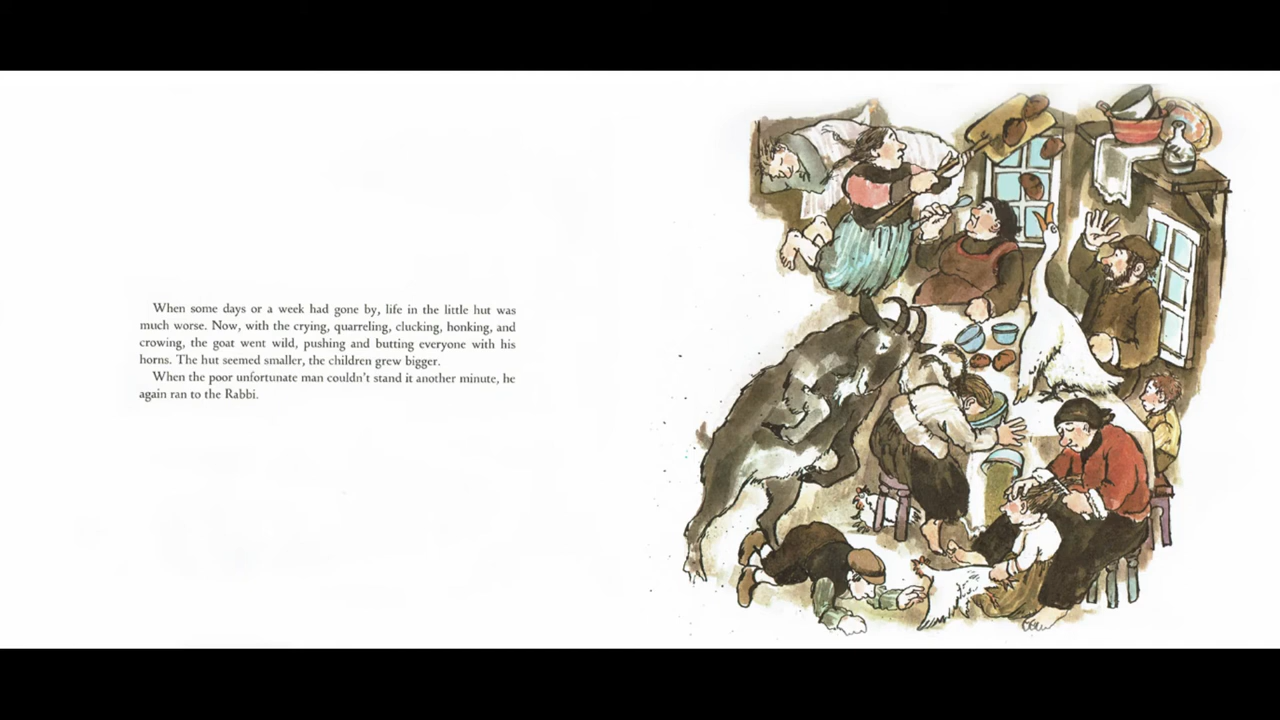 When some days or a week had gone by, life in the little hut was
much worse. Now, with the crying, quarreling, clucking, honking, and
crowing, the goat went wild, pushing and butting everyone with his
horns. The hut seemed smaller, the children grew bigger.
When the poor unfortunate man couldn't stand it another minute, he
again ran to the Rabbi.